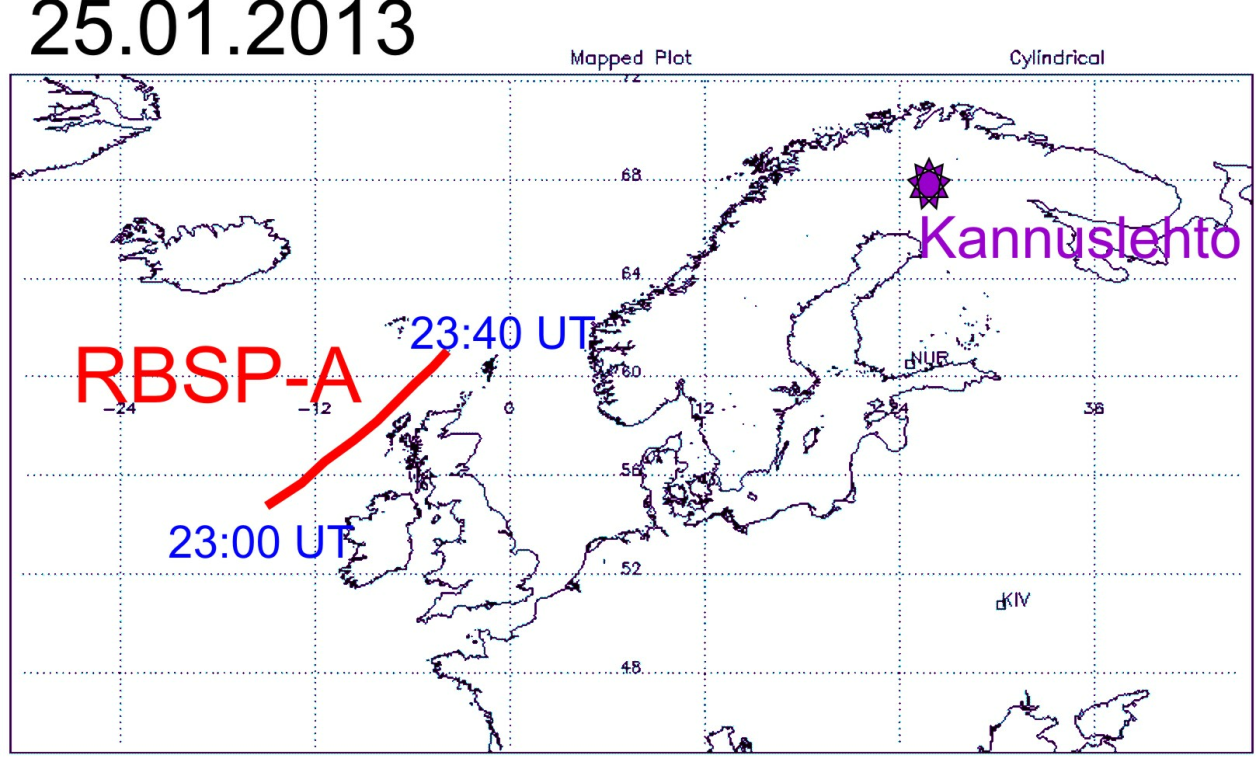 25.01.2013
Mapped Plot
Cylindrical
72
68
Kannuslehto
64
23:40 UT
RBSP-A
NUR
60
-24
-12
0
12
24
36
56
23:00 UT
52
KIV
48